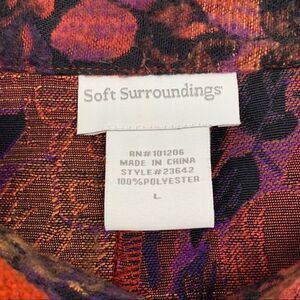 Soft Surroundings®
RN#101206
MADE IN CHINA
STYLE#23642
100%POLYESTER
L